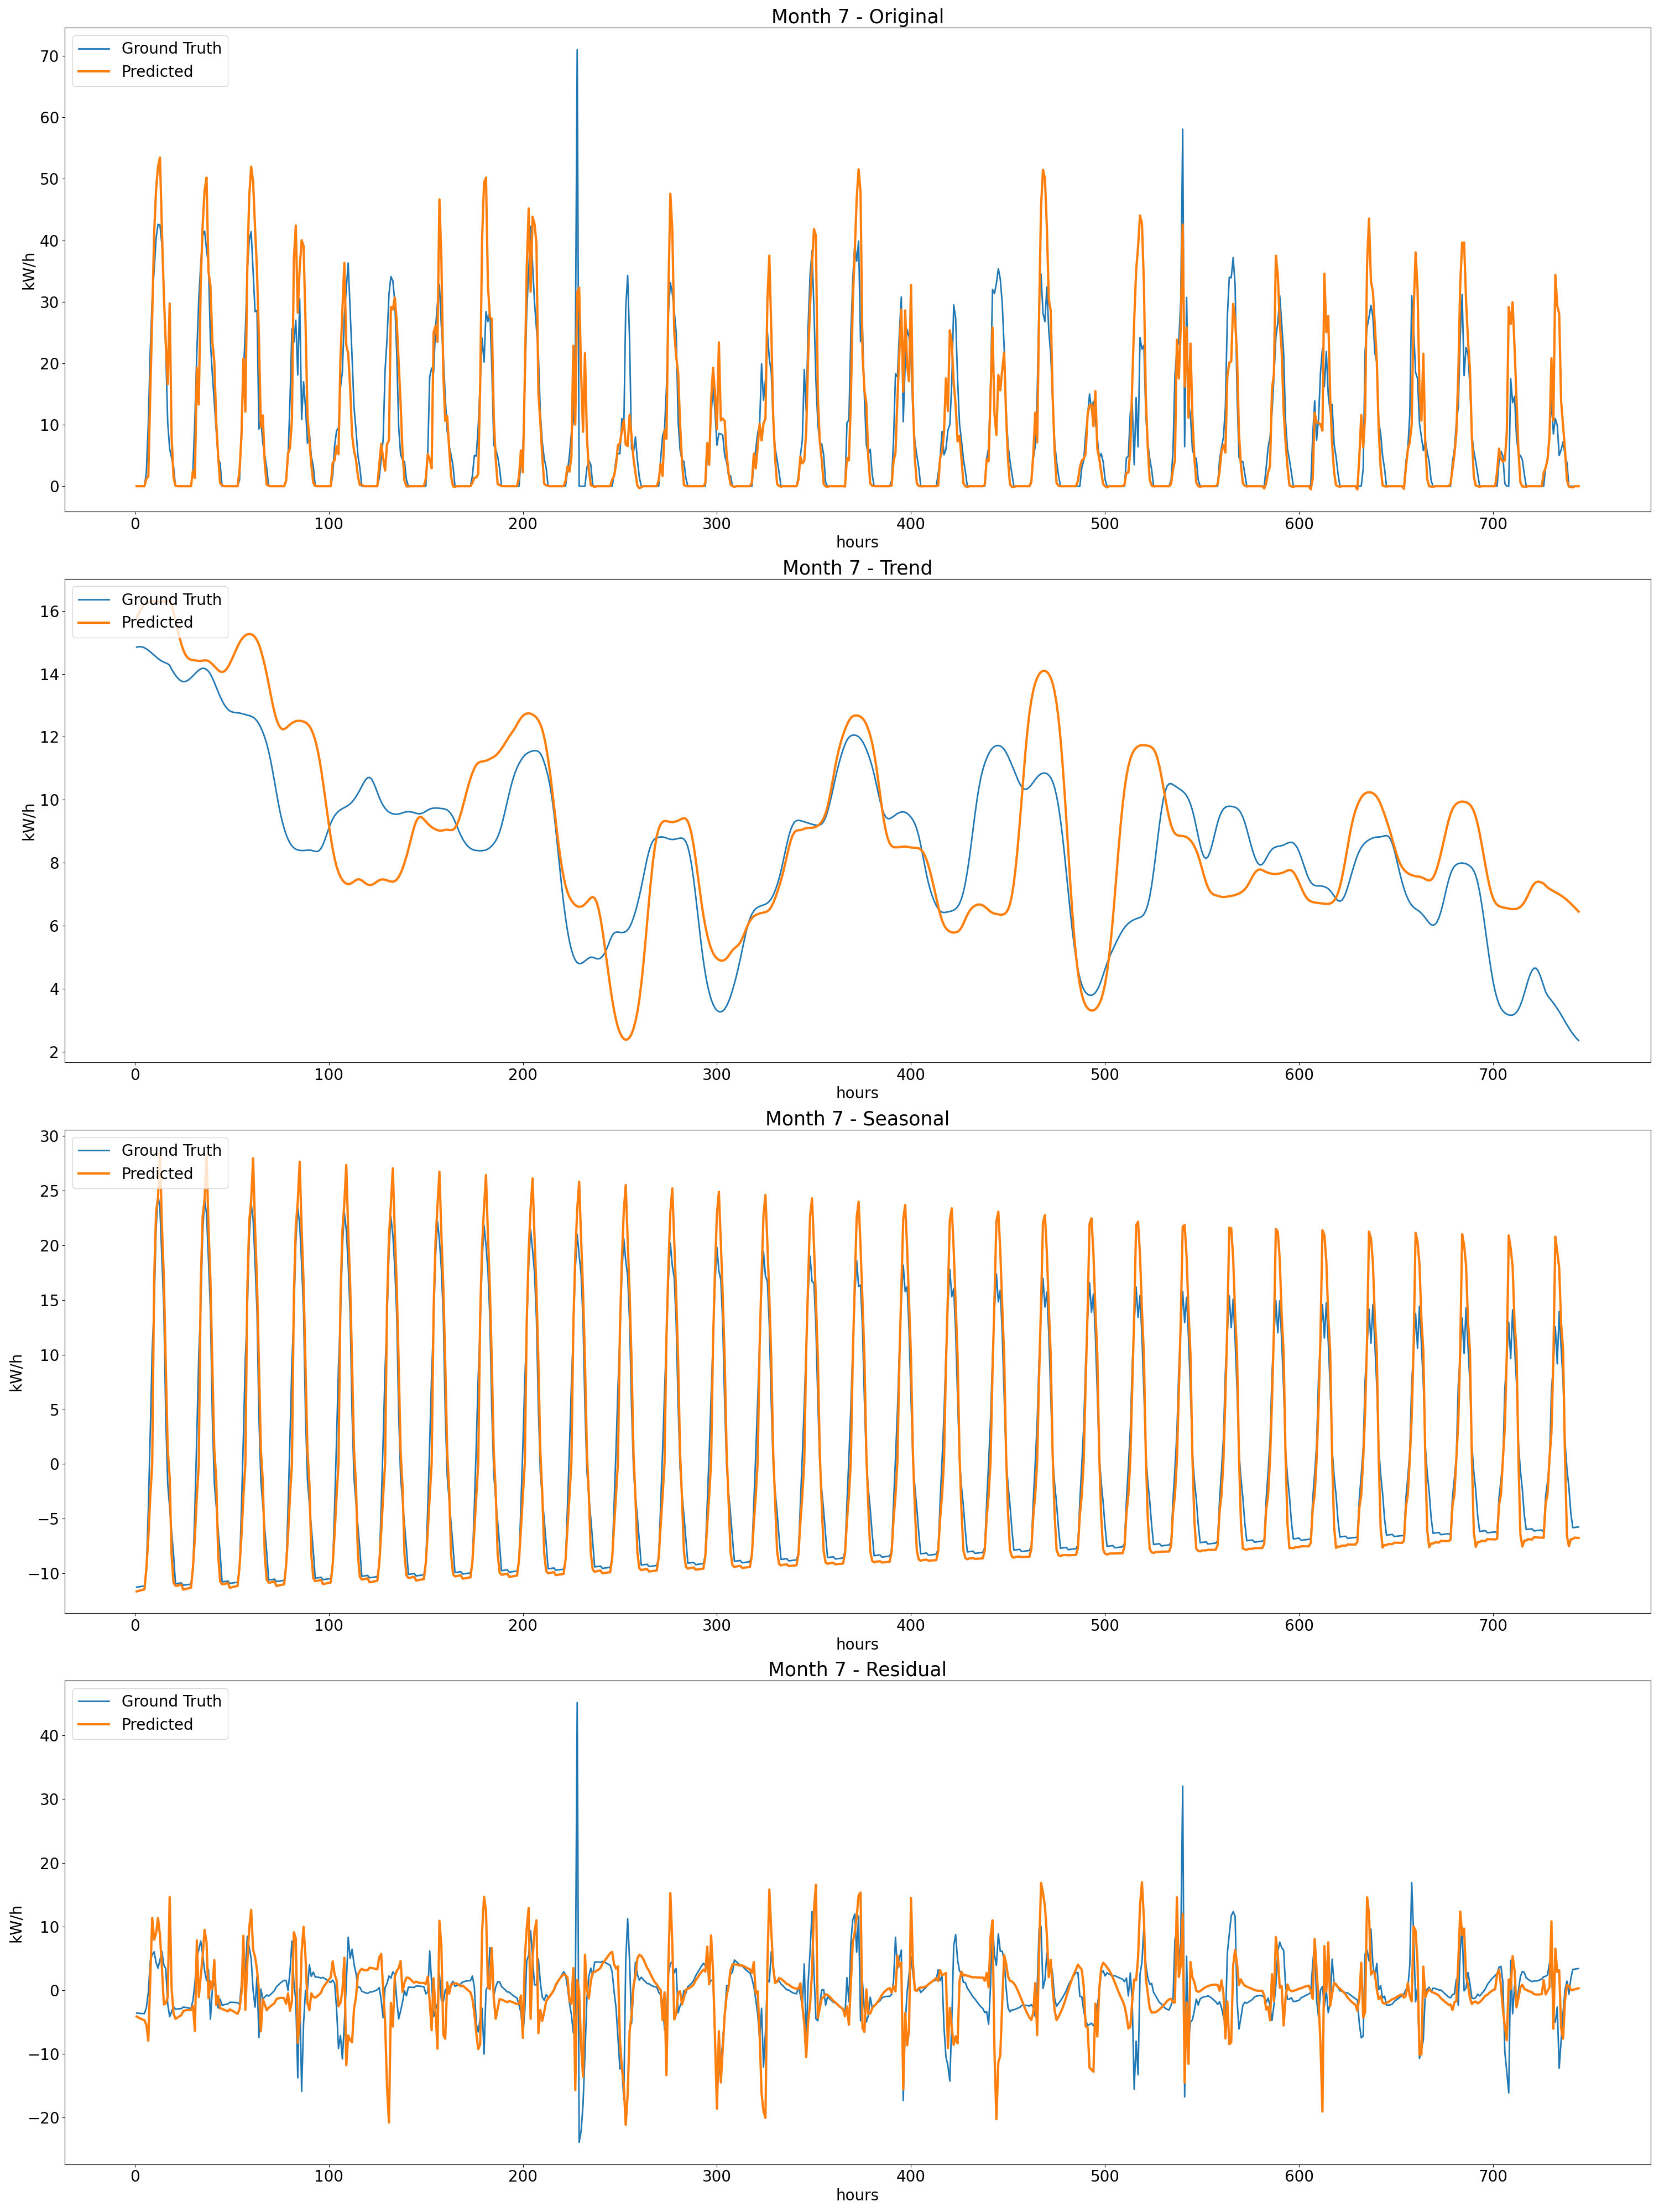 Month 7 - Original
Ground Truth
Predicted
70
60
50
40
30
20
10
0
kW/h
0 100 200 300 400 500 600 700
hours
Month 7 - Trend
Ground Truth
Predicted
16
14
12
10
8
6
4
2
kW/h
0 100 200 300 400 500 600 700
hours
Month 7 - Seasonal
Ground Truth
Predicted
30
25
20
15
10
5
0
−5
−10
kW/h
0 100 200 300 400 500 600 700
hours
Month 7 - Residual
Ground Truth
Predicted
40
30
20
10
0
−10
−20
kW/h
0 100 200 300 400 500 600 700
hours